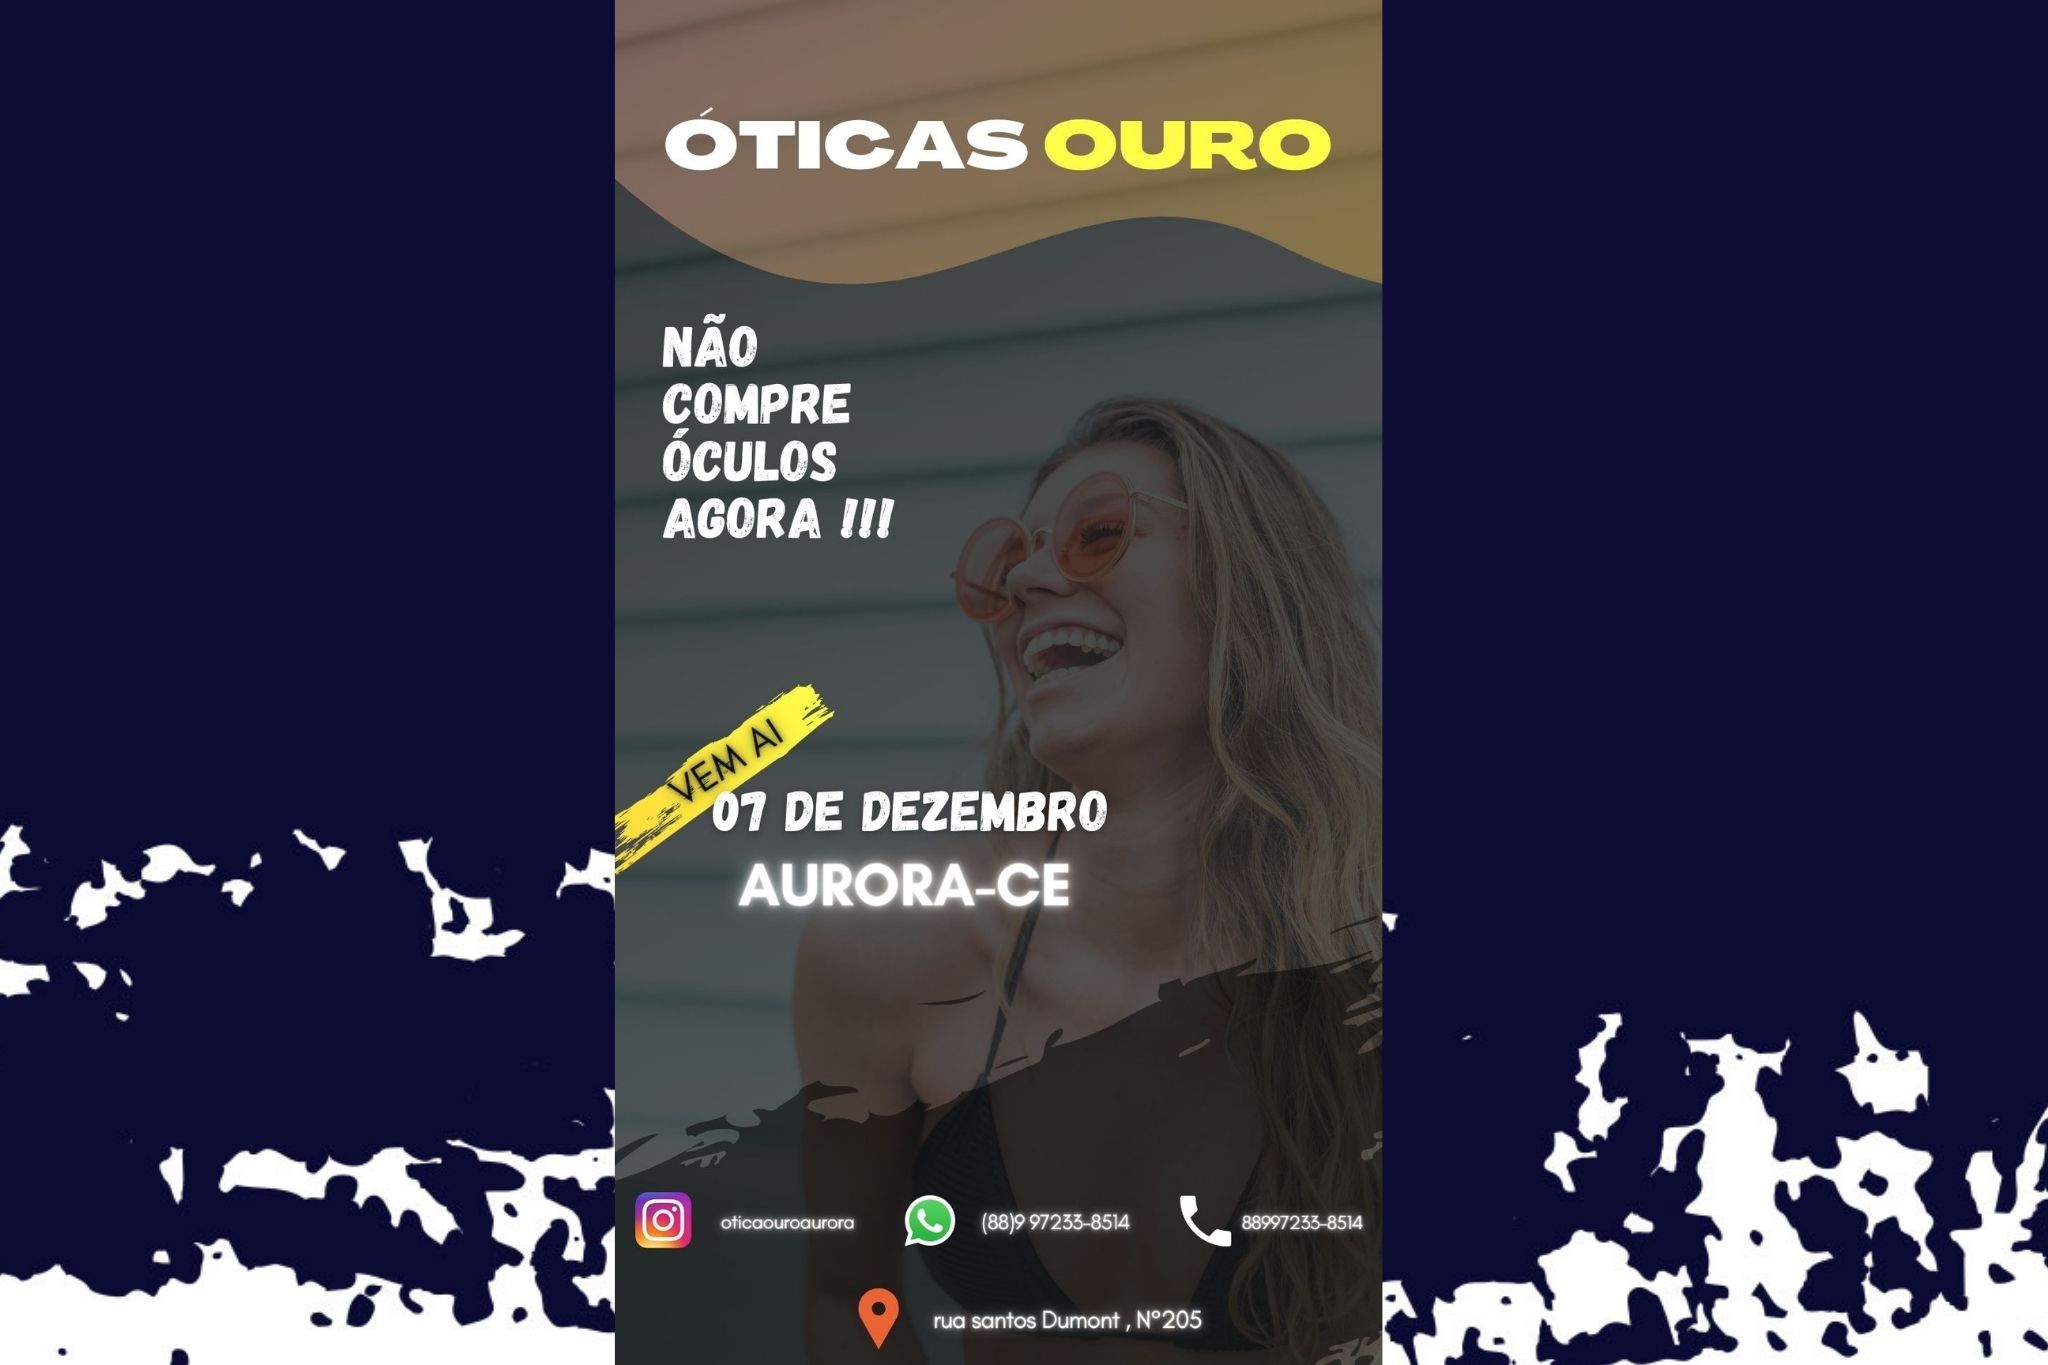 ÓTICAS OURO
NÃO
COMPRE
ÓCULOS
AGORA !!!
VEM AI
07 DE DEZEMBRO
AURORA-CE
oticaouroaurora
(88)9 97233-8514
88997233-8514
rua santos Dumont , Nº205